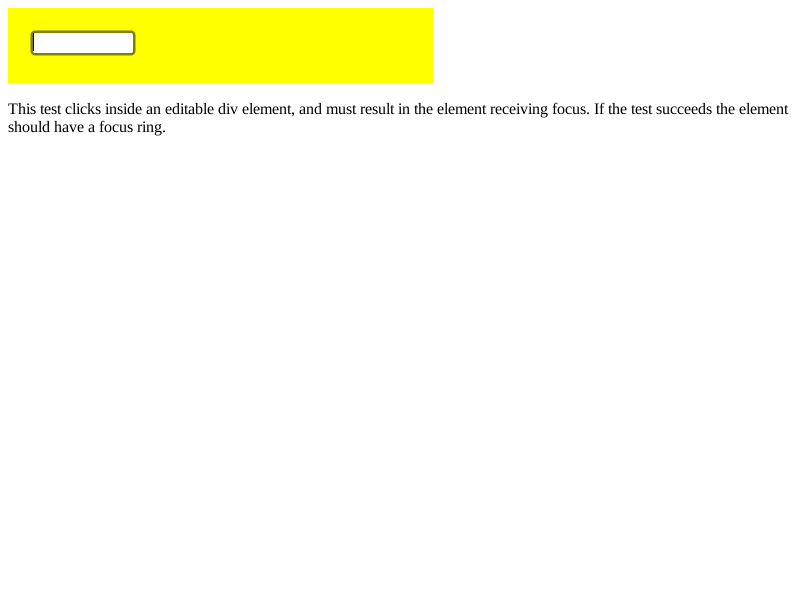 This test clicks inside an editable div element, and must result in the element receiving focus. If the test succeeds the element
should have a focus ring.